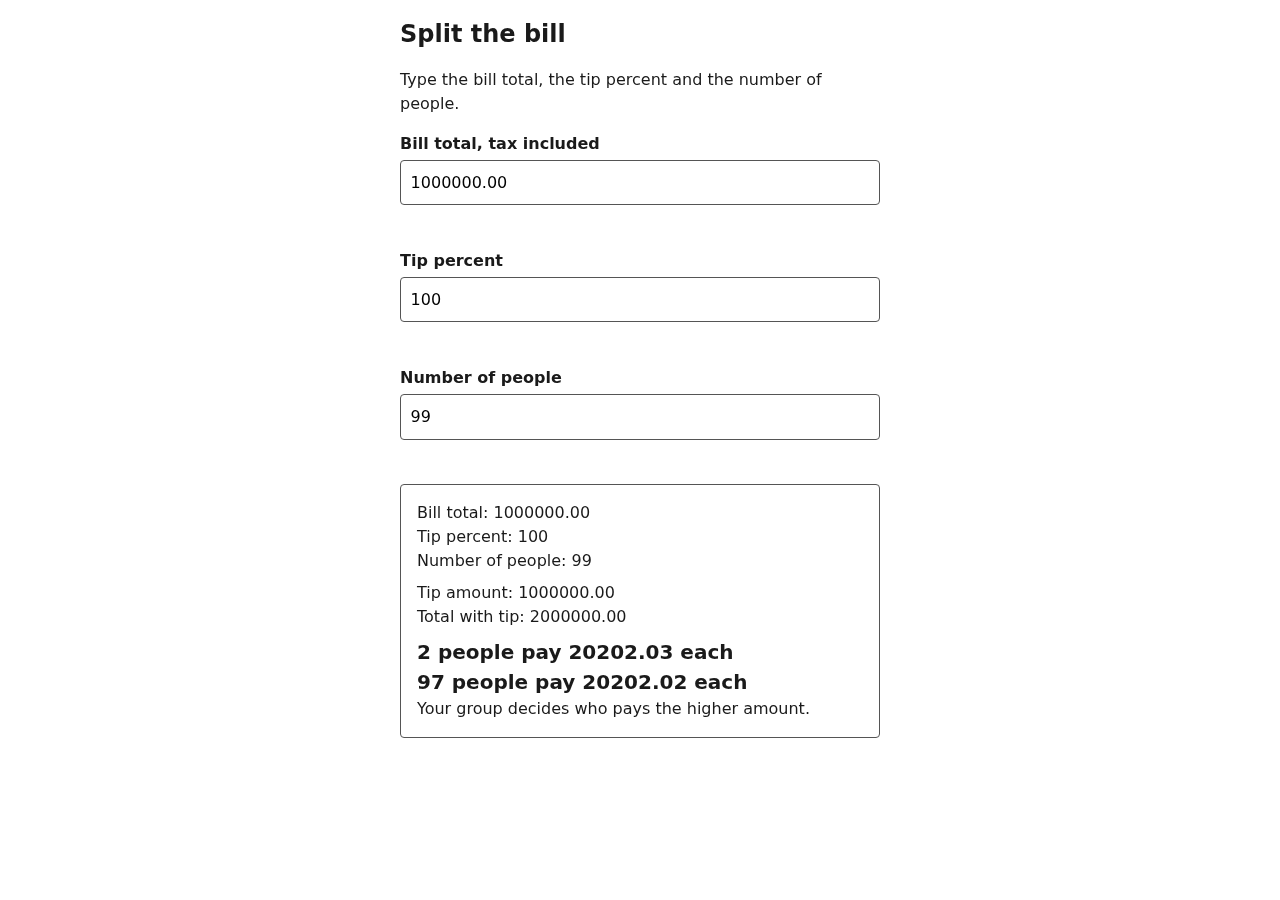 Split the bill
Type the bill total, the tip percent and the number of
people.
Bill total, tax included
1000000.00
Tip percent
100
Number of people
99
Bill total: 1000000.00
Tip percent: 100
Number of people: 99
Tip amount: 1000000.00
Total with tip: 2000000.00
2 people pay 20202.03 each
97 people pay 20202.02 each
Your group decides who pays the higher amount.